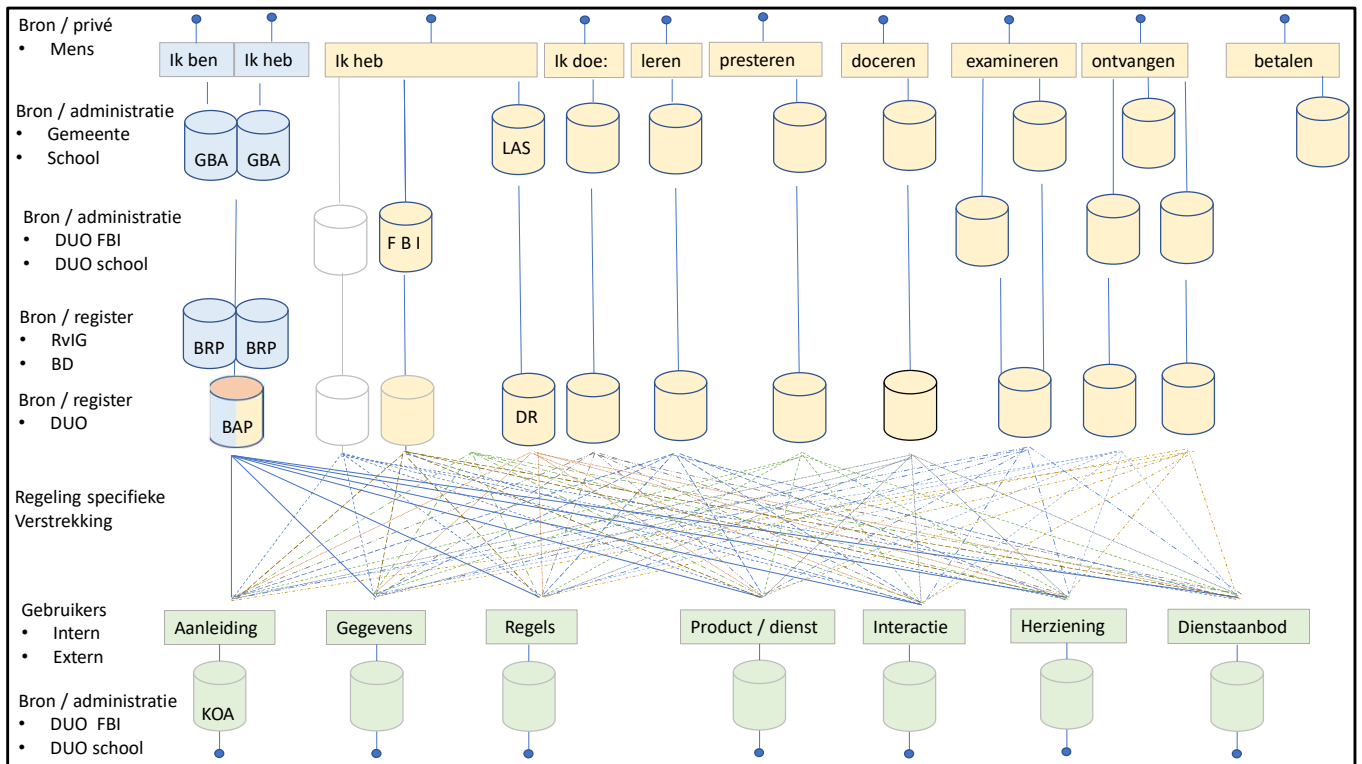 Bron / privé
• Mens
Ik ben
Ik heb
Ik heb
Ik doe:
leren
presteren
doceren
examineren
ontvangen
betalen
Bron / administratie
• Gemeente
• School
GBA
GBA
LAS
Bron / administratie
• DUO FBI
• DUO school
F B I
Bron / register
• RvIG
• BD
BRP
BRP
Bron / register
• DUO
BAP
DR
Regeling specifieke
Verstrekking
Gebruikers
• Intern
• Extern
Aanleiding
Gegevens
Regels
Product / dienst
Interactie
Herziening
Dienstaanbod
Bron / administratie
• DUO FBI
• DUO school
KOA